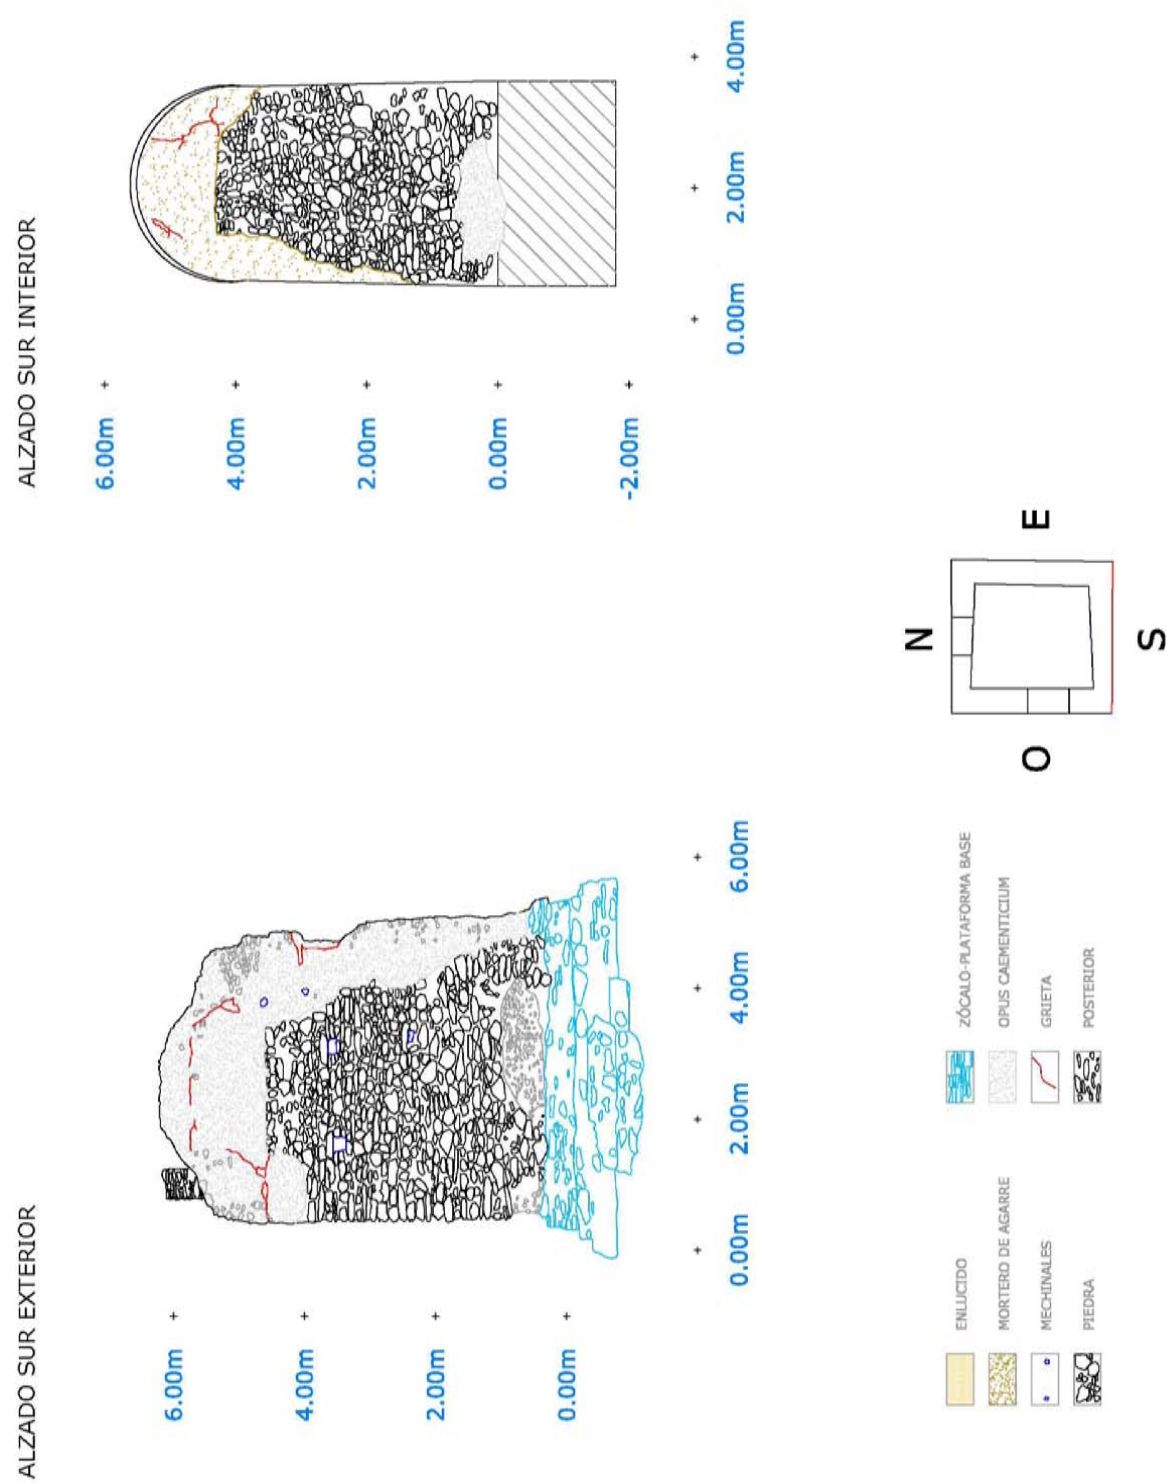 ALZADO SUR EXTERIOR
6.00m
4.00m
2.00m
0.00m
0.00m
2.00m
4.00m
6.00m
ALZADO SUR INTERIOR
6.00m
4.00m
2.00m
0.00m
-2.00m
0.00m
2.00m
4.00m
ENLUCIDO
MORTERO DE AGARRE
MECHINALES
PIEDRA
ZÓCALO-PLATAFORMA BASE
OPUS CAEMENTICIUM
GRIETA
POSTERIOR
N
O
E
S